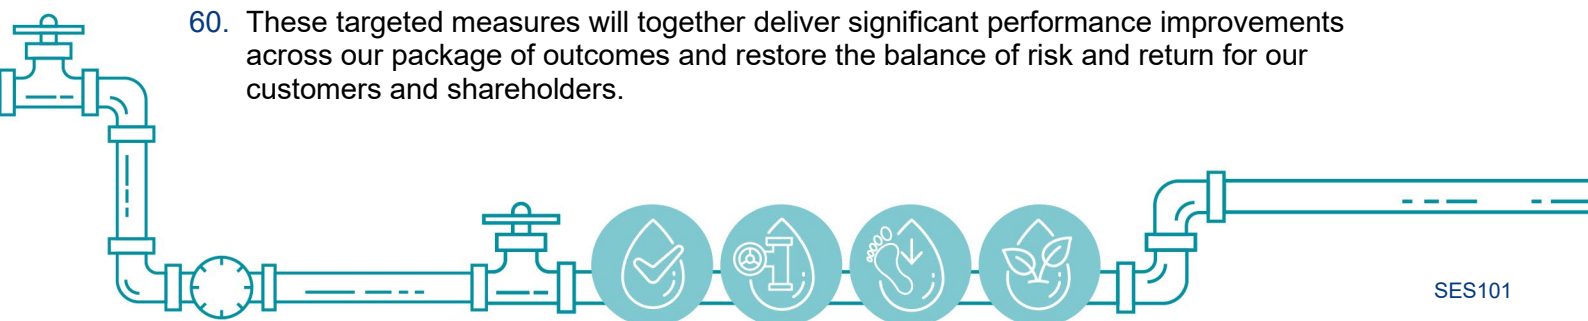 60. These targeted measures will together deliver significant performance improvements
across our package of outcomes and restore the balance of risk and return for our
customers and shareholders.
SES101